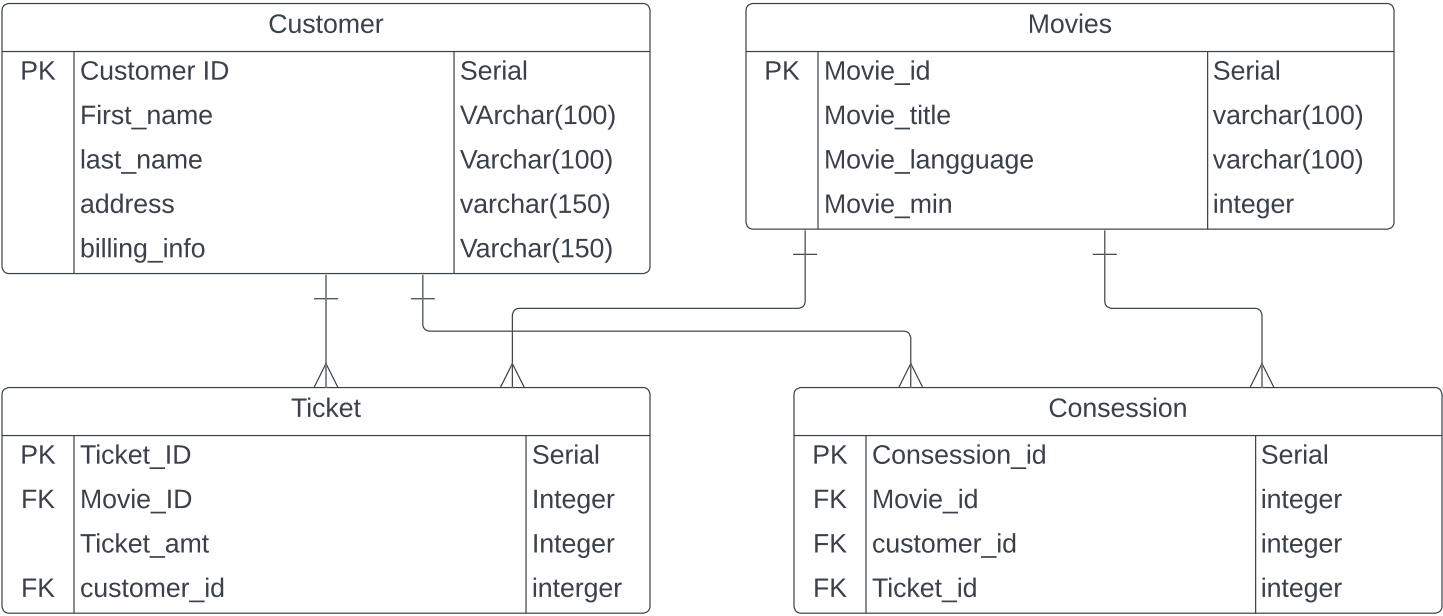 Customer
PK Customer ID Serial
First_name VArchar(100)
last_name Varchar(100)
address varchar(150)
billing_info Varchar(150)
Movies
PK Movie_id Serial
Movie_title varchar(100)
Movie_langguage varchar(100)
Movie_min integer
Ticket
PK Ticket_ID Serial
FK Movie_ID Integer
Ticket_amt Integer
FK customer_id interger
Consession
PK Consession_id Serial
FK Movie_id integer
FK customer_id integer
FK Ticket_id integer